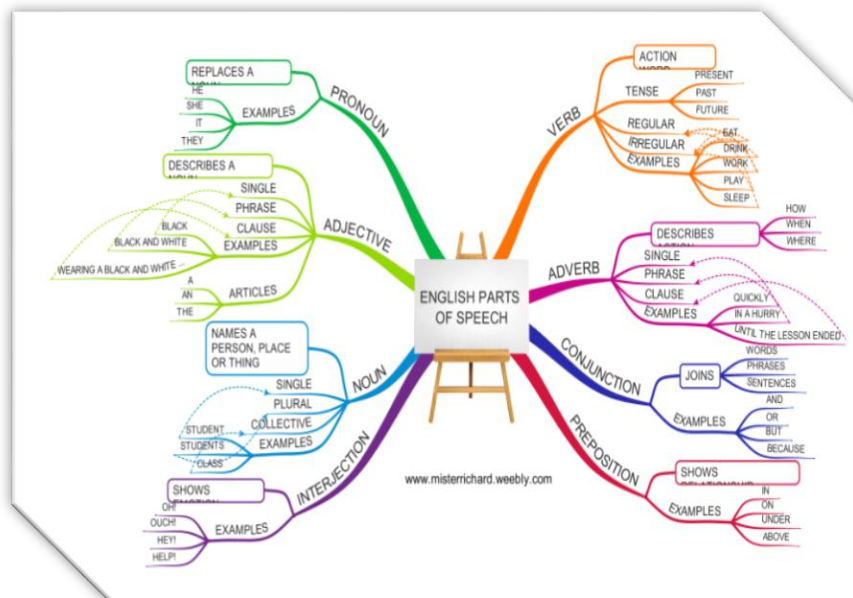 ENGLISH PARTS
OF SPEECH
PRONOUN
REPLACES A
EXAMPLES
HE
SHE
IT
THEY
ADJECTIVE
DESCRIBES A
SINGLE
PHRASE
CLAUSE
EXAMPLES
BLACK
BLACK AND WHITE
WEARING A BLACK AND WHITE ...
ARTICLES
A
AN
THE
NOUN
NAMES A
PERSON, PLACE
OR THING
SINGLE
PLURAL
COLLECTIVE
EXAMPLES
STUDENT
STUDENTS
CLASS
INTERJECTION
SHOWS
EXAMPLES
OH!
OUCH!
HEY!
HELP!
VERB
ACTION
TENSE
PRESENT
PAST
FUTURE
REGULAR
IRREGULAR
EXAMPLES
EAT
DRINK
WORK
PLAY
SLEEP
ADVERB
DESCRIBES
HOW
WHEN
WHERE
SINGLE
PHRASE
CLAUSE
EXAMPLES
QUICKLY
IN A HURRY
UNTIL THE LESSON ENDED
CONJUNCTION
JOINS
WORDS
PHRASES
SENTENCES
EXAMPLES
AND
OR
BUT
BECAUSE
PREPOSITION
SHOWS
EXAMPLES
IN
ON
UNDER
ABOVE
www.misterrichard.weebly.com